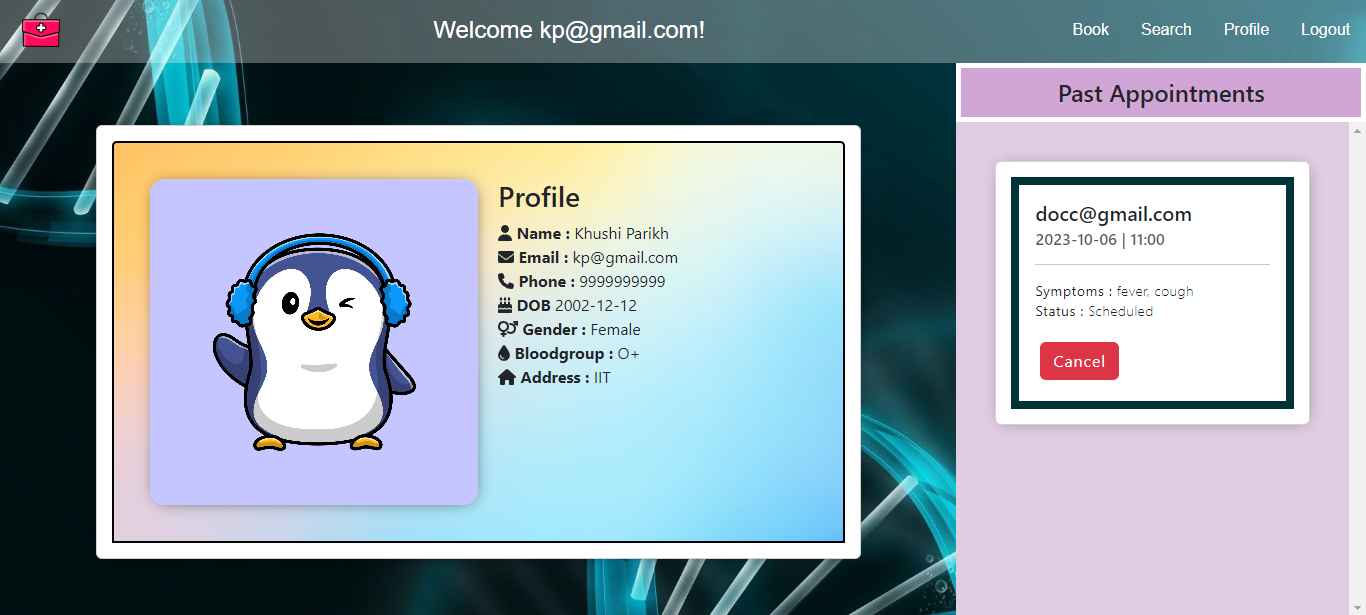 Welcome kp@gmail.com!
Book
Search
Profile
Logout
Profile
Name : Khushi Parikh
Email : kp@gmail.com
Phone : 9999999999
DOB 2002-12-12
Gender : Female
Bloodgroup : O+
Address : IIT
Past Appointments
docc@gmail.com
2023-10-06 | 11:00
Symptoms : fever, cough
Status : Scheduled
Cancel